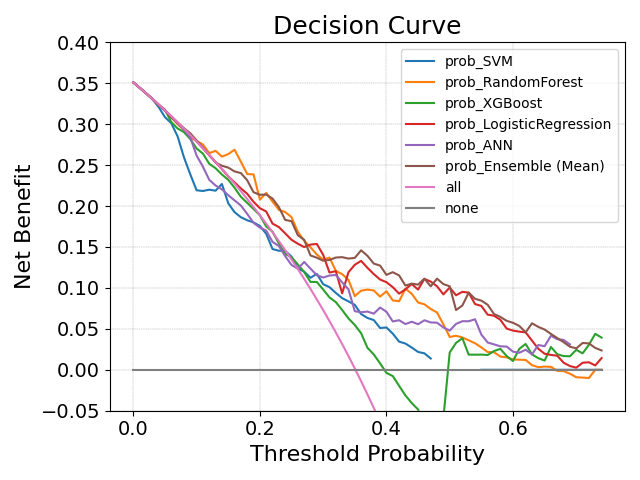 Decision Curve
Net Benefit
0.40
0.35
0.30
0.25
0.20
0.15
0.10
0.05
0.00
−0.05
prob_SVM
prob_RandomForest
prob_XGBoost
prob_LogisticRegression
prob_ANN
prob_Ensemble (Mean)
all
none
0.0 0.2 0.4 0.6
Threshold Probability